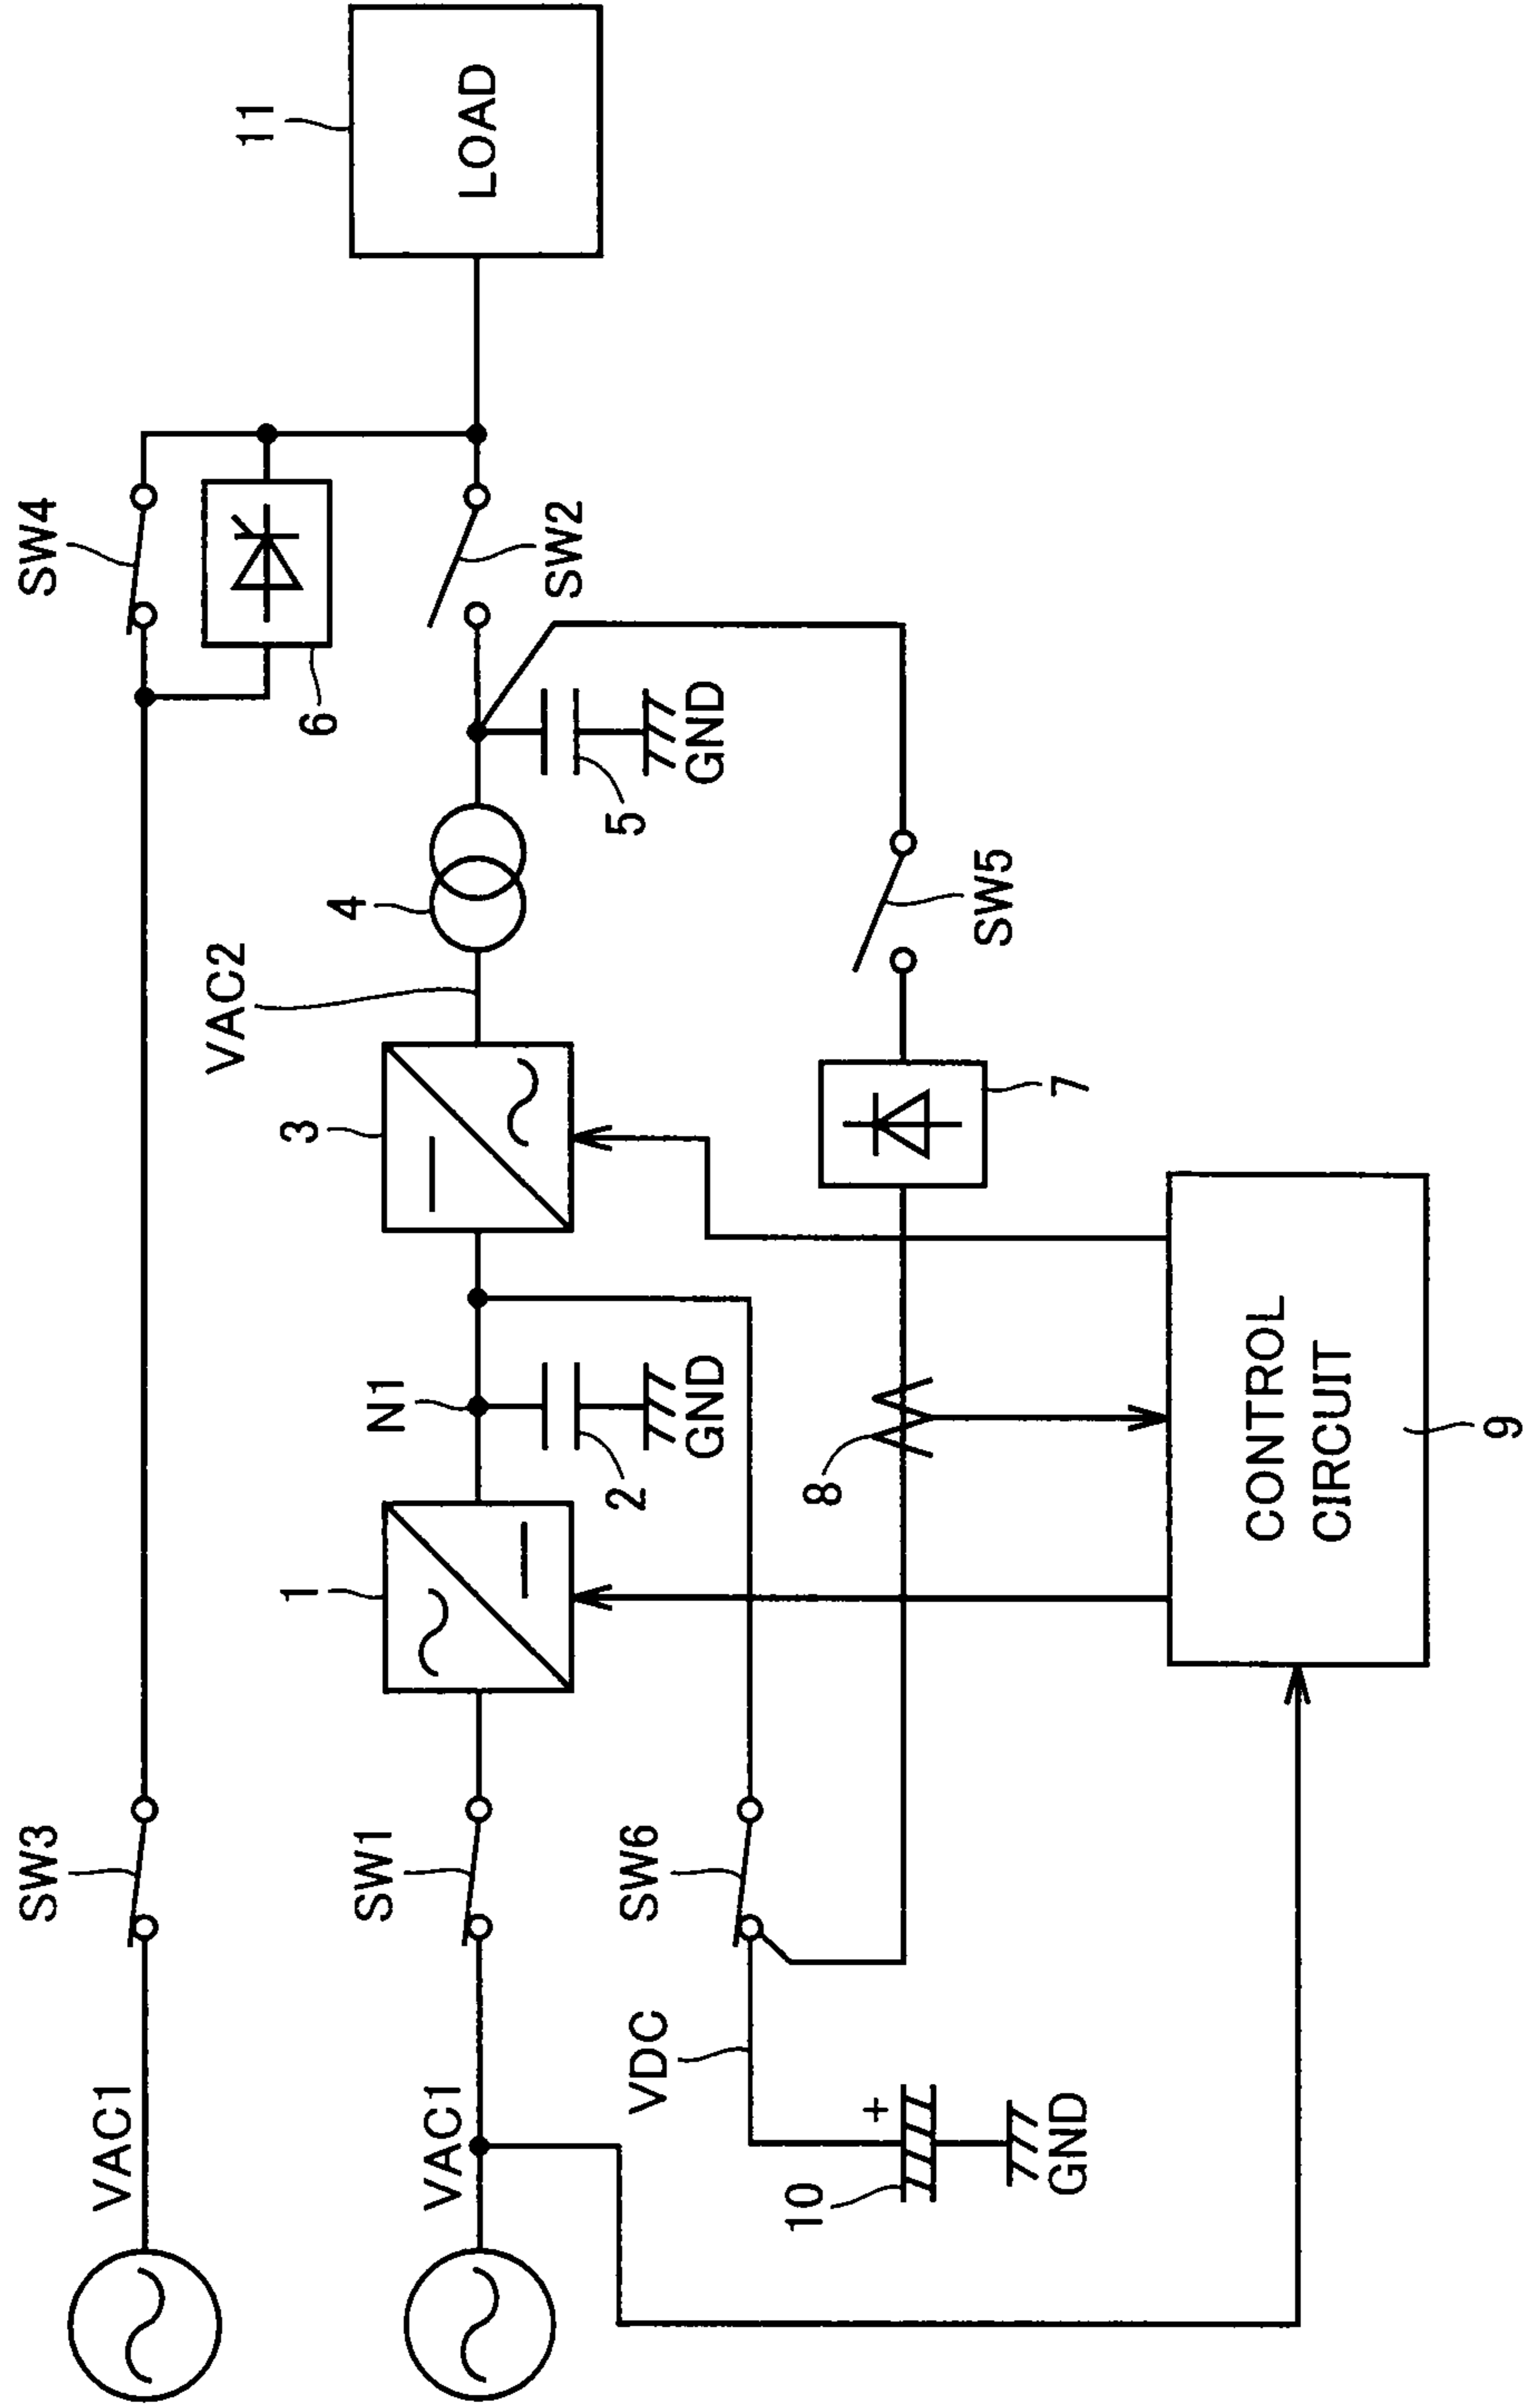 SW3
SW4
11
LOAD
6
VAC1
SW1
1
N1
3
VAC2
4
SW2
VAC1
2
GND
5
GND
SW6
VDC
8
SW5
7
10
+
GND
CONTROL
CIRCUIT
9